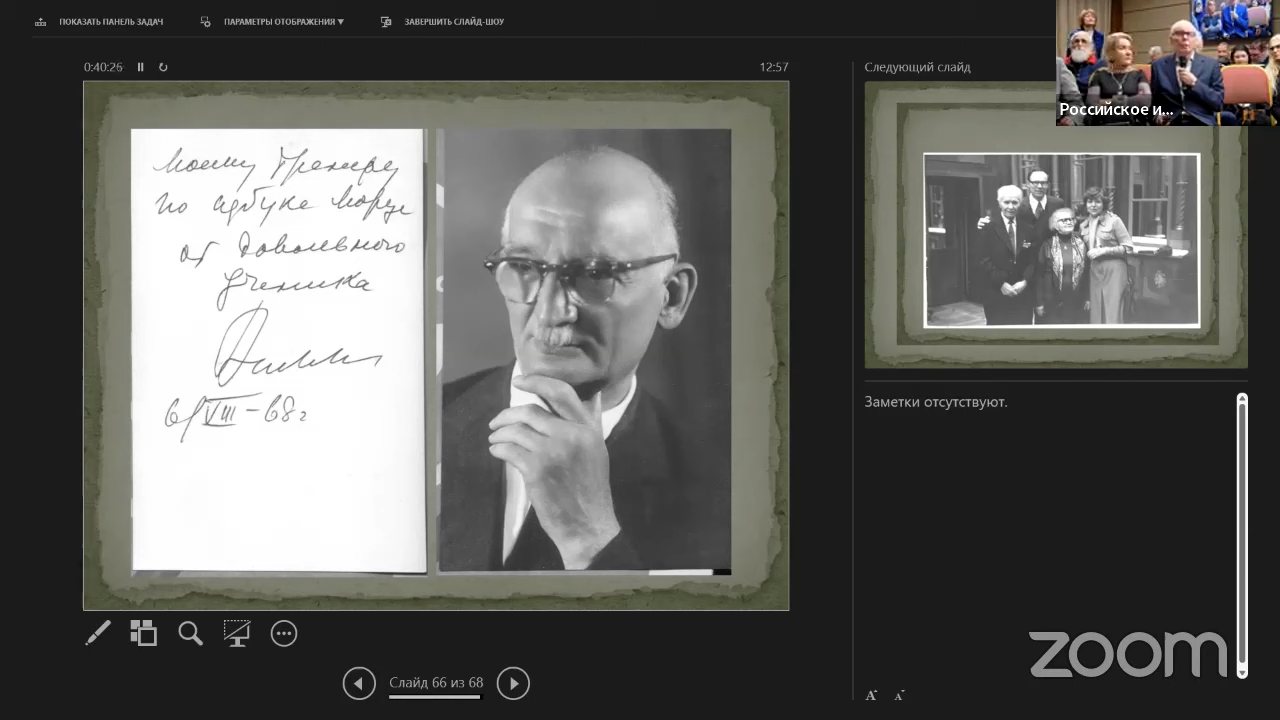 ПОКАЗАТЬ ПАНЕЛЬ ЗАДАЧ
ПАРАМЕТРЫ ОТОБРАЖЕНИЯ ▼
ЗАВЕРШИТЬ СЛАЙД-ШОУ
0:40:26
12:57
Следующий слайд
Российское и...
Моему Тренеру
по азбуке Морзе
от довольного
ученика
6/VIII-68г
Заметки отсутствуют.
Слайд 66 из 68
zoom